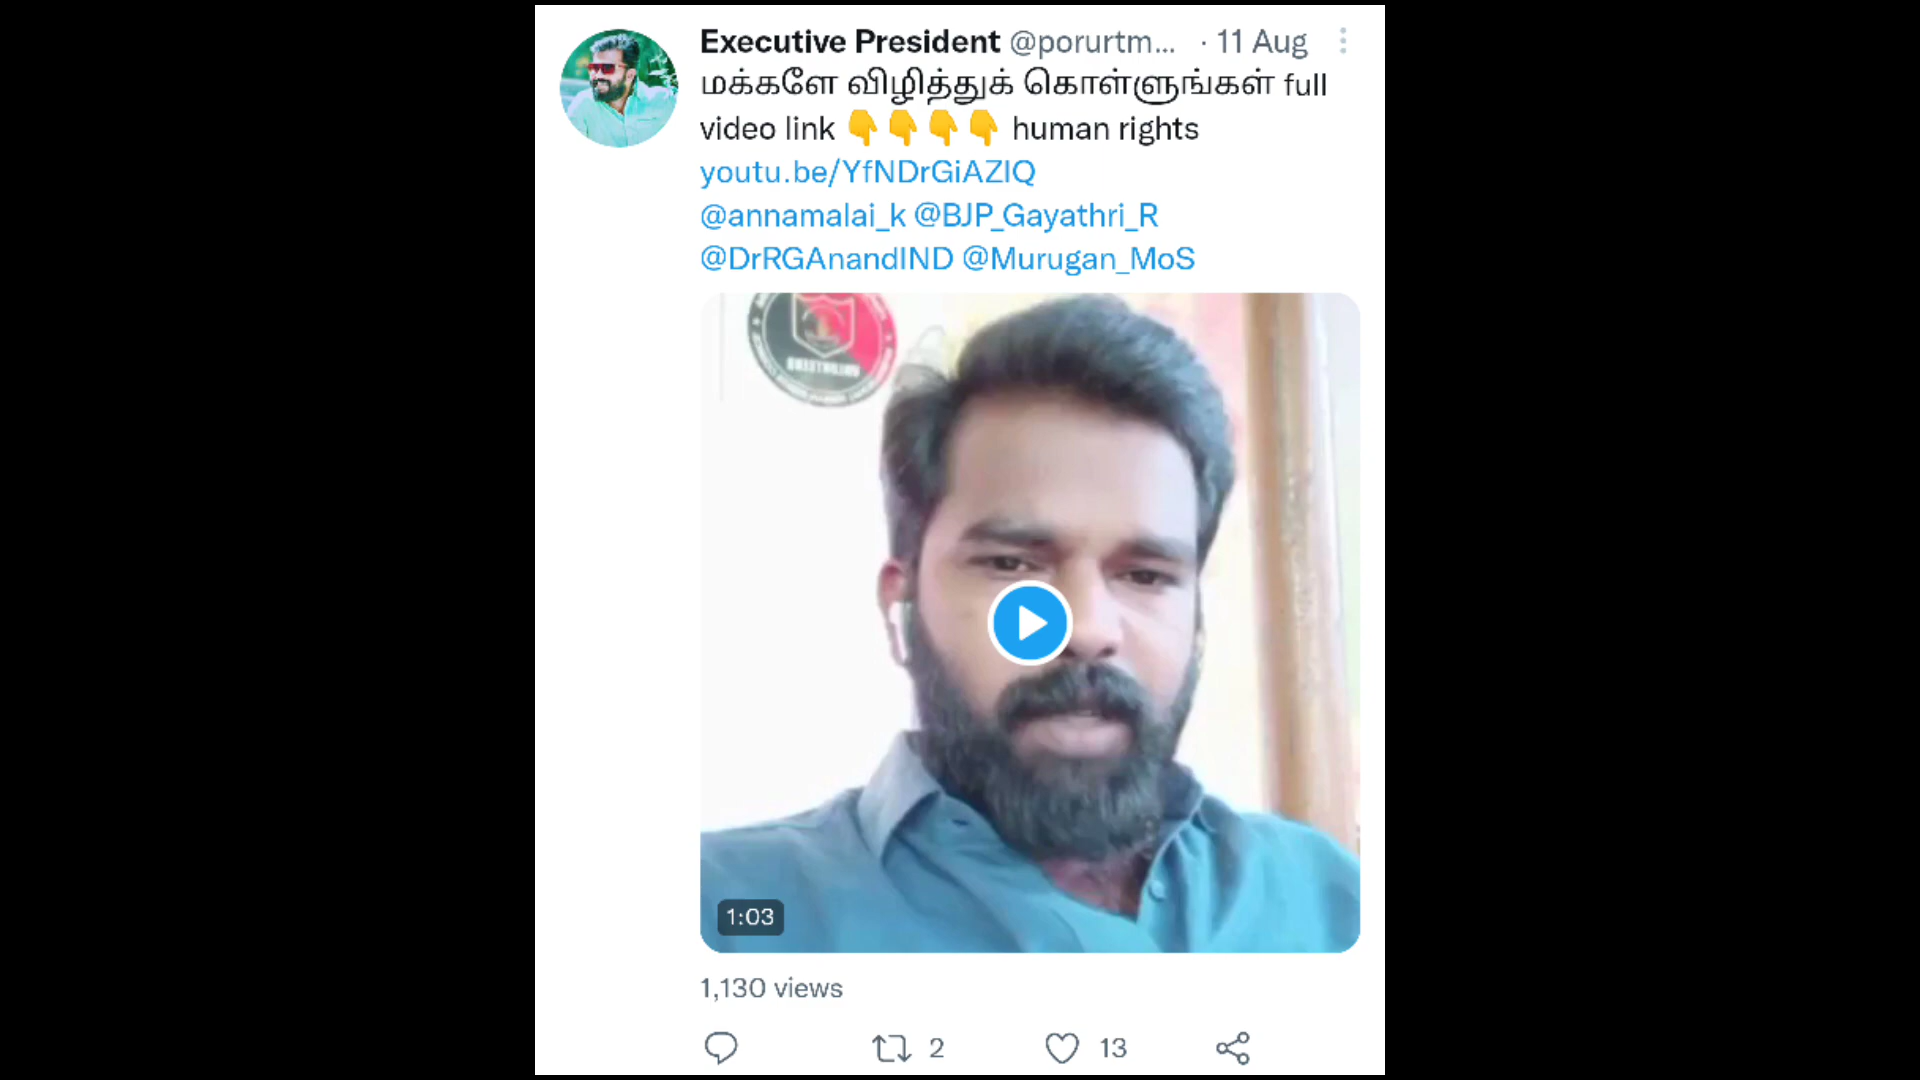 Executive President @porurtm... · 11 Aug
மக்களே விழித்துக் கொள்ளுங்கள் full
video link 👇👇👇👇 human rights
youtu.be/YfNDrGiAZIQ
@annamalai_k @BJP_Gayathri_R
@DrRGAnandIND @Murugan_MoS
1:03
1,130 views
2 13